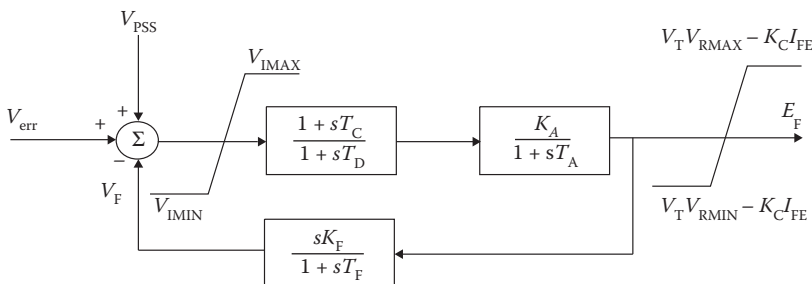 V_PSS
V_IMAX
V_T V_RMAX – K_C I_FE
V_err
+
+
Σ
–
1 + sT_C
1 + sT_D
K_A
1 + sT_A
E_F
V_F
V_IMIN
V_T V_RMIN – K_C I_FE
sK_F
1 + sT_F